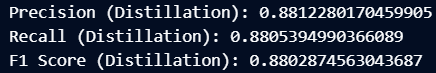 Precision (Distillation): 0.8812280170459905
Recall (Distillation): 0.8805394990366089
F1 Score (Distillation): 0.8802874563043687